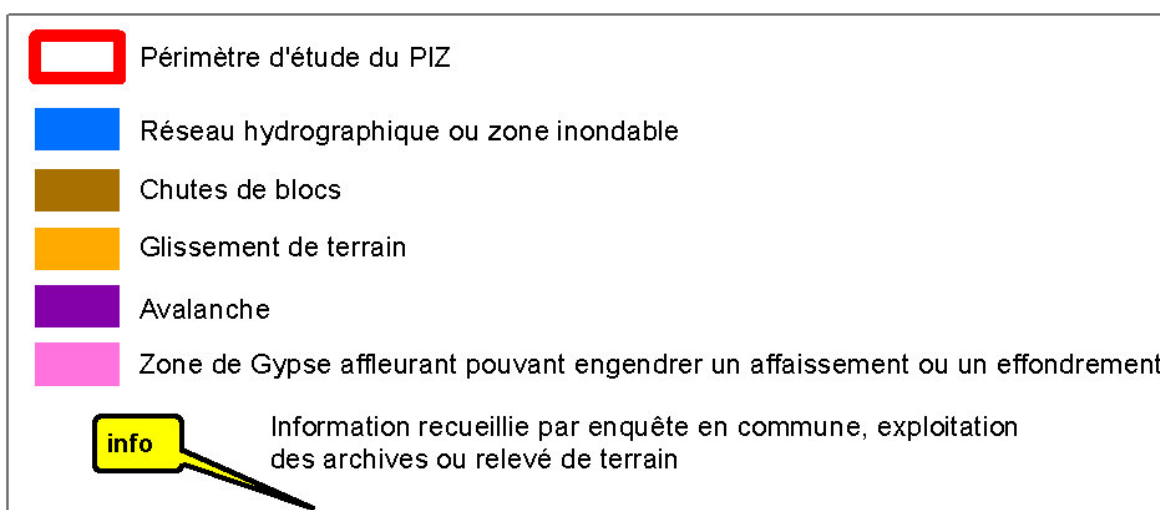 Périmètre d'étude du PIZ
Réseau hydrographique ou zone inondable
Chutes de blocs
Glissement de terrain
Avalanche
Zone de Gypse affleurant pouvant engendrer un affaissement ou un effondrement
info
Information recueillie par enquête en commune, exploitation
des archives ou relevé de terrain